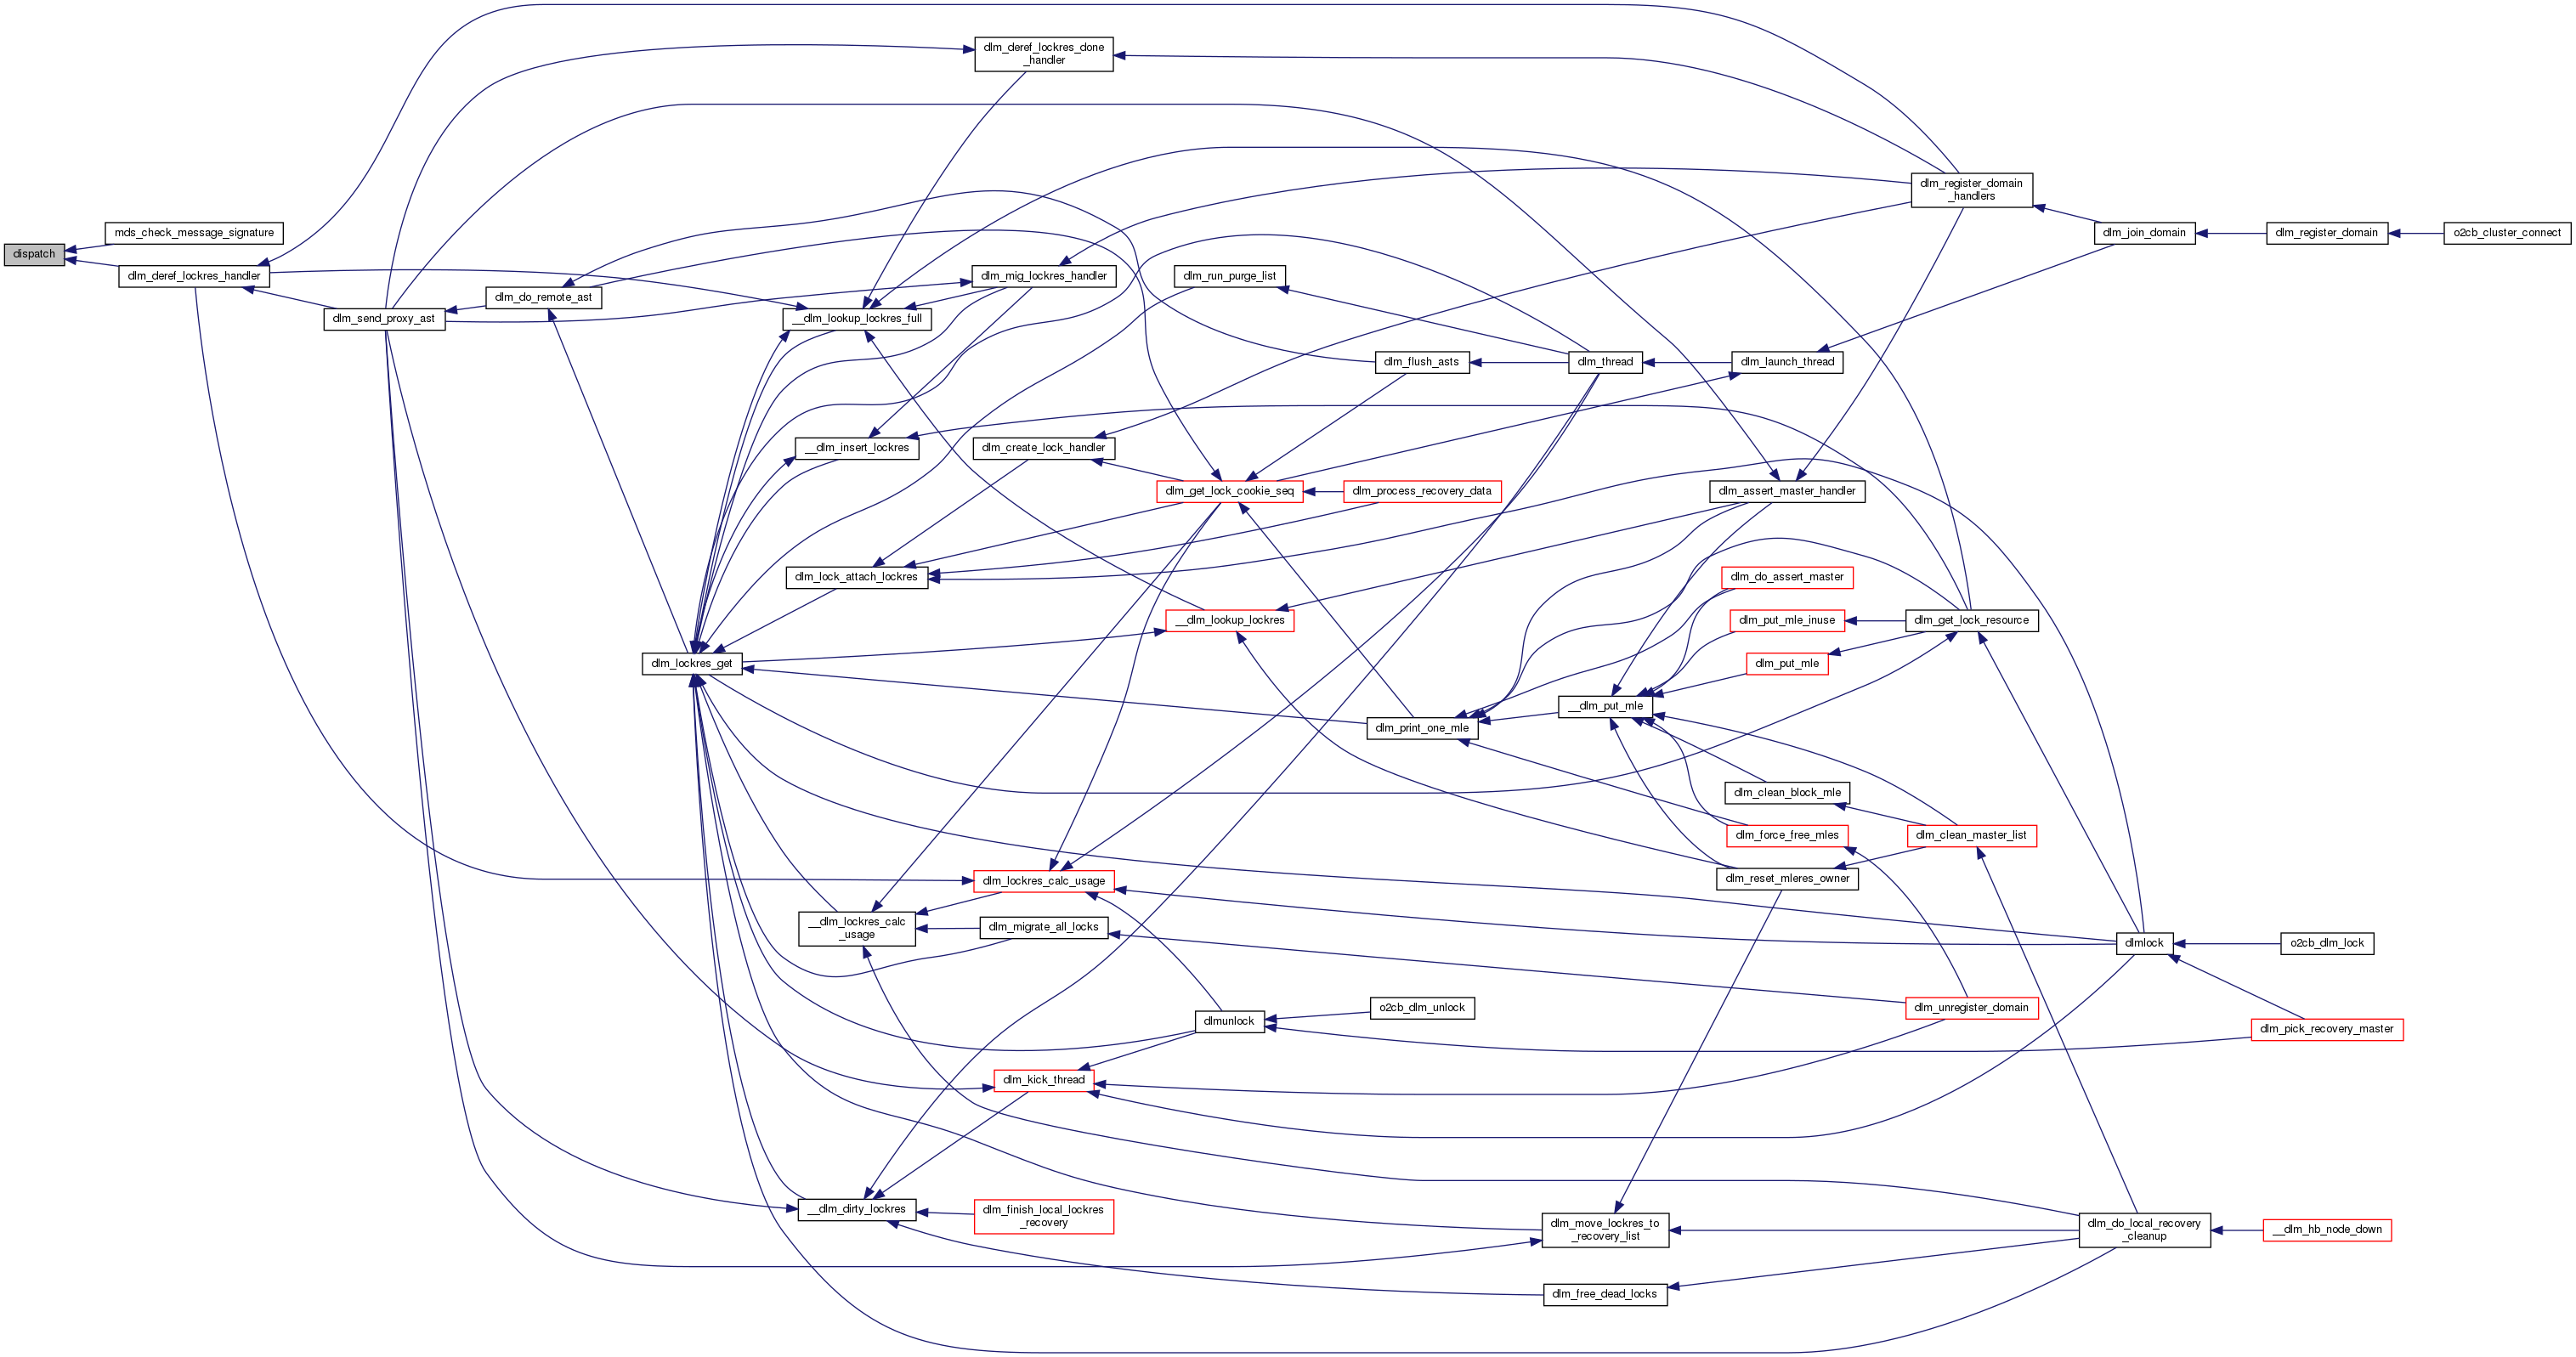 dispatch
mds_check_message_signature
dlm_deref_lockres_handler
dlm_send_proxy_ast
dlm_do_remote_ast
dlm_lockres_get
__dlm_lookup_lockres_full
__dlm_insert_lockres
dlm_lock_attach_lockres
__dlm_lockres_calc
_usage
__dlm_dirty_lockres
dlm_deref_lockres_done
_handler
dlm_mig_lockres_handler
dlm_create_lock_handler
dlm_lockres_calc_usage
dlm_migrate_all_locks
dlm_kick_thread
dlm_finish_local_lockres
_recovery
dlm_run_purge_list
dlm_get_lock_cookie_seq
__dlm_lookup_lockres
dlmunlock
dlm_flush_asts
dlm_process_recovery_data
dlm_print_one_mle
o2cb_dlm_unlock
dlm_thread
__dlm_put_mle
dlm_move_lockres_to
_recovery_list
dlm_free_dead_locks
dlm_launch_thread
dlm_assert_master_handler
dlm_do_assert_master
dlm_put_mle_inuse
dlm_put_mle
dlm_clean_block_mle
dlm_force_free_mles
dlm_reset_mleres_owner
dlm_register_domain
_handlers
dlm_get_lock_resource
dlm_clean_master_list
dlm_unregister_domain
dlm_join_domain
dlmlock
dlm_do_local_recovery
_cleanup
dlm_register_domain
o2cb_dlm_lock
dlm_pick_recovery_master
__dlm_hb_node_down
o2cb_cluster_connect